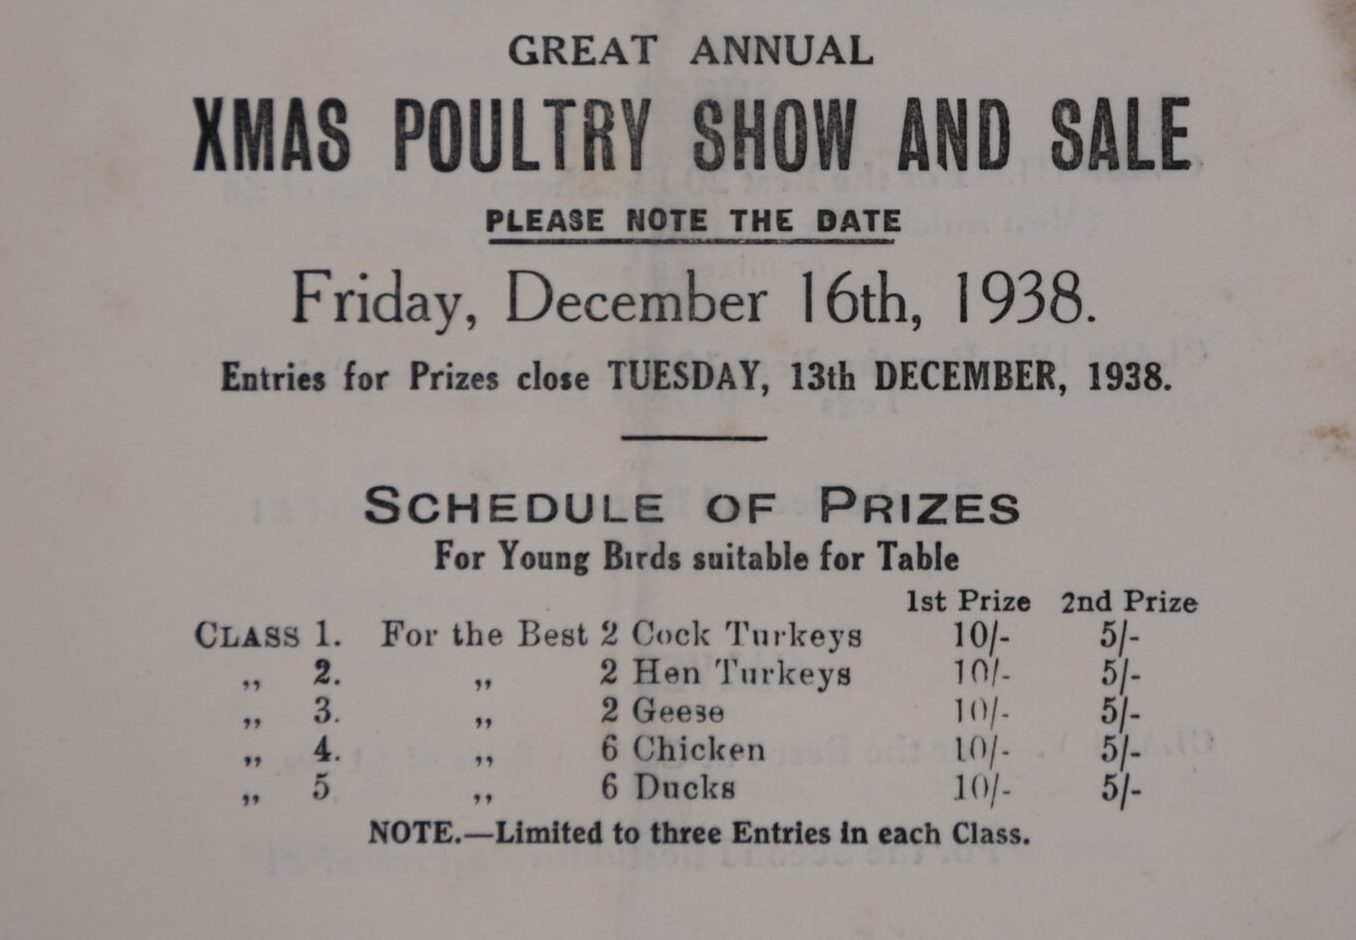 GREAT ANNUAL
XMAS POULTRY SHOW AND SALE
PLEASE NOTE THE DATE
Friday, December 16th, 1938.
Entries for Prizes close TUESDAY, 13th DECEMBER, 1938.
SCHEDULE OF PRIZES
For Young Birds suitable for Table
1st Prize 2nd Prize
CLASS 1. For the Best 2 Cock Turkeys 10/- 5/-
„ 2. „ 2 Hen Turkeys 10/- 5/-
„ 3. „ 2 Geese 10/- 5/-
„ 4. „ 6 Chicken 10/- 5/-
„ 5 „ 6 Ducks 10/- 5/-
NOTE.—Limited to three Entries in each Class.